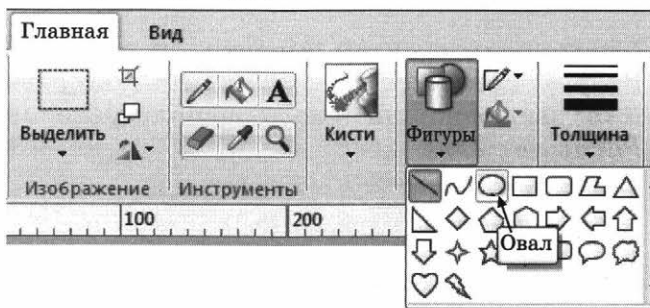 Главная Вид
A
Выделить Кисти Фигуры Толщина
Изображение Инструменты
100 200
Овал